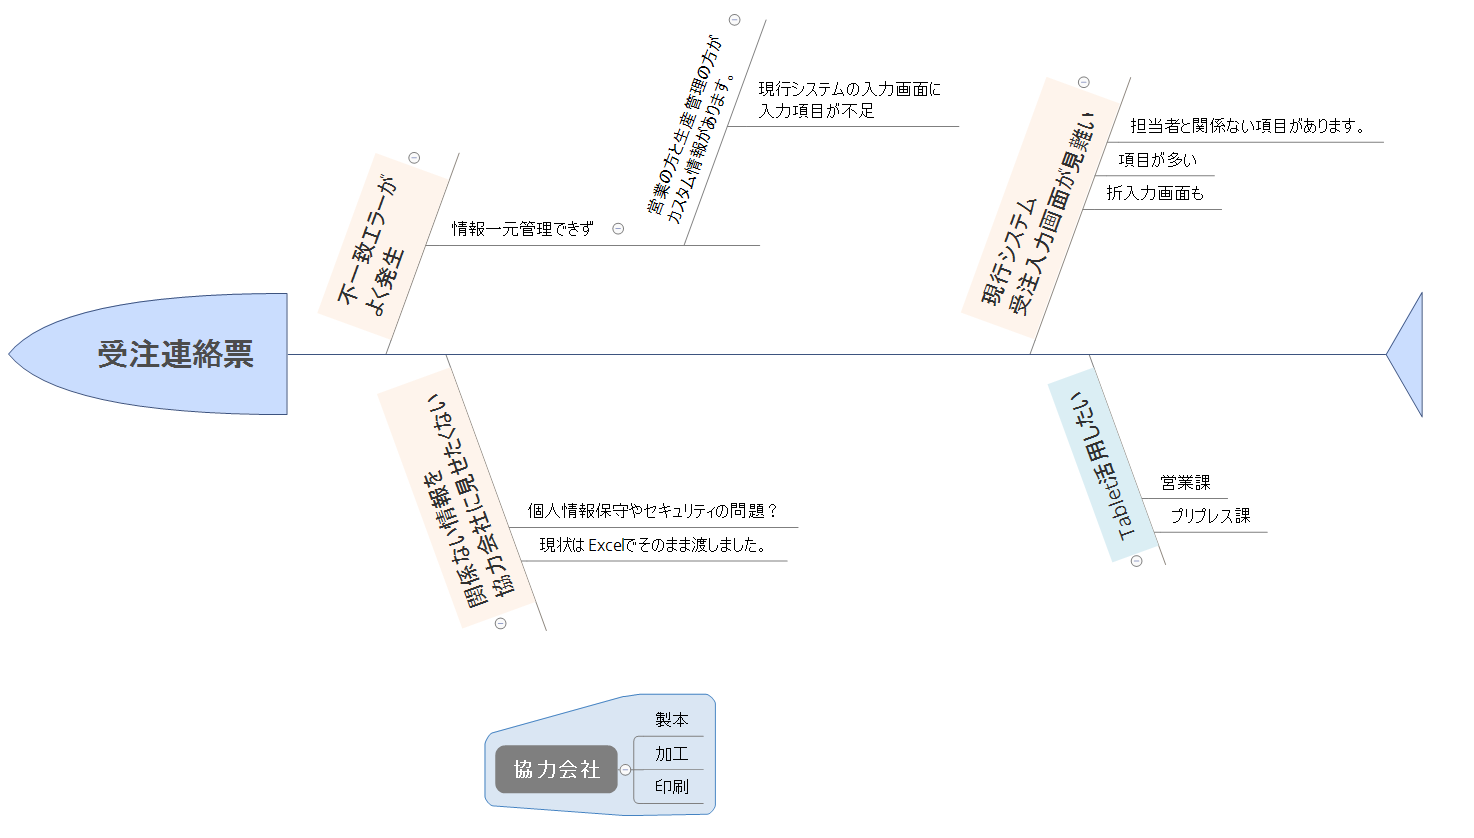 受注連絡票
不一致エラーが
よく発生
情報一元管理できず
営業の方と生産管理の方が
カスタム情報があります。
現行システムの入力画面に
入力項目が不足
現行システム
受注入力画面が見難い
担当者と関係ない項目があります。
項目が多い
折入力画面も
関係ない情報を
協力会社に見せたくない
個人情報保守やセキュリティの問題？
現状はExcelでそのまま渡しました。
Tablet活用したい
営業課
プリプレス課
協力会社
製本
加工
印刷